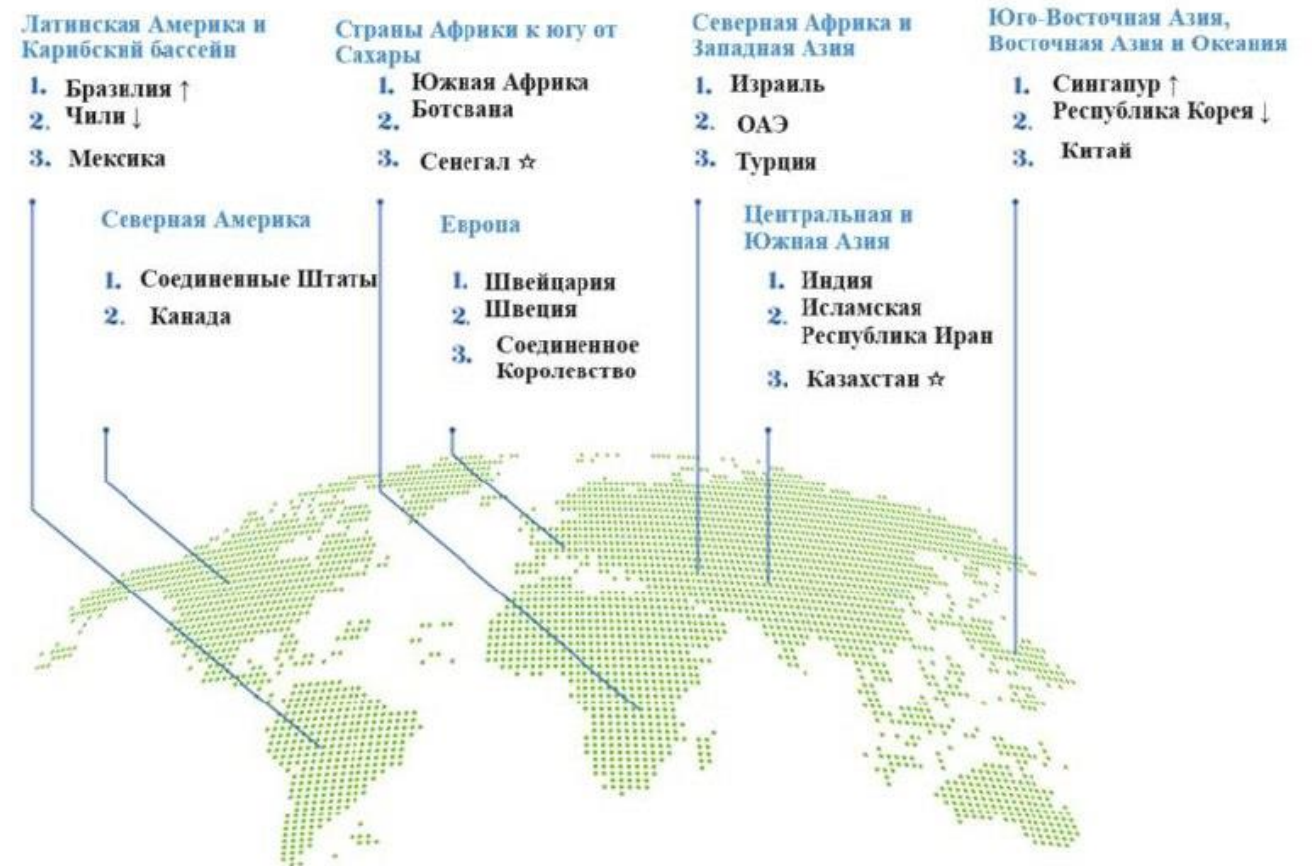 Латинская Америка и
Карибский бассейн
1. Бразилия ↑
2. Чили ↓
3. Мексика
Страны Африки к югу от
Сахары
1. Южная Африка
2. Ботсвана
3. Сенегал ☆
Северная Африка и
Западная Азия
1. Израиль
2. ОАЭ
3. Турция
Юго-Восточная Азия,
Восточная Азия и Океания
1. Сингапур ↑
2. Республика Корея ↓
3. Китай
Северная Америка
1. Соединенные Штаты
2. Канада
Европа
1. Швейцария
2. Швеция
3. Соединенное
Королевство
Центральная и
Южная Азия
1. Индия
2. Исламская
Республика Иран
3. Казахстан ☆